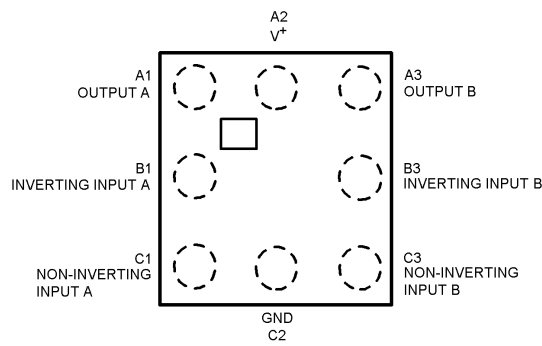 A2
V+
A1
OUTPUT A
A3
OUTPUT B
B1
INVERTING INPUT A
B3
INVERTING INPUT B
C1
NON-INVERTING
INPUT A
C3
NON-INVERTING
INPUT B
GND
C2